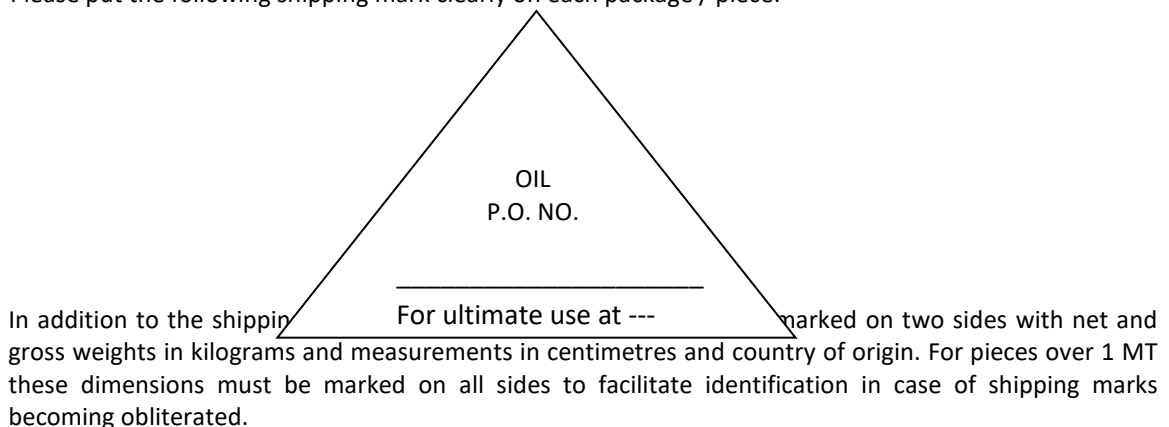 Please put the following shipping mark clearly on each package / piece:
OIL
P.O. NO.
_____________________
For ultimate use at ---
In addition to the shippin marked on two sides with net and
gross weights in kilograms and measurements in centimetres and country of origin. For pieces over 1 MT
these dimensions must be marked on all sides to facilitate identification in case of shipping marks
becoming obliterated.